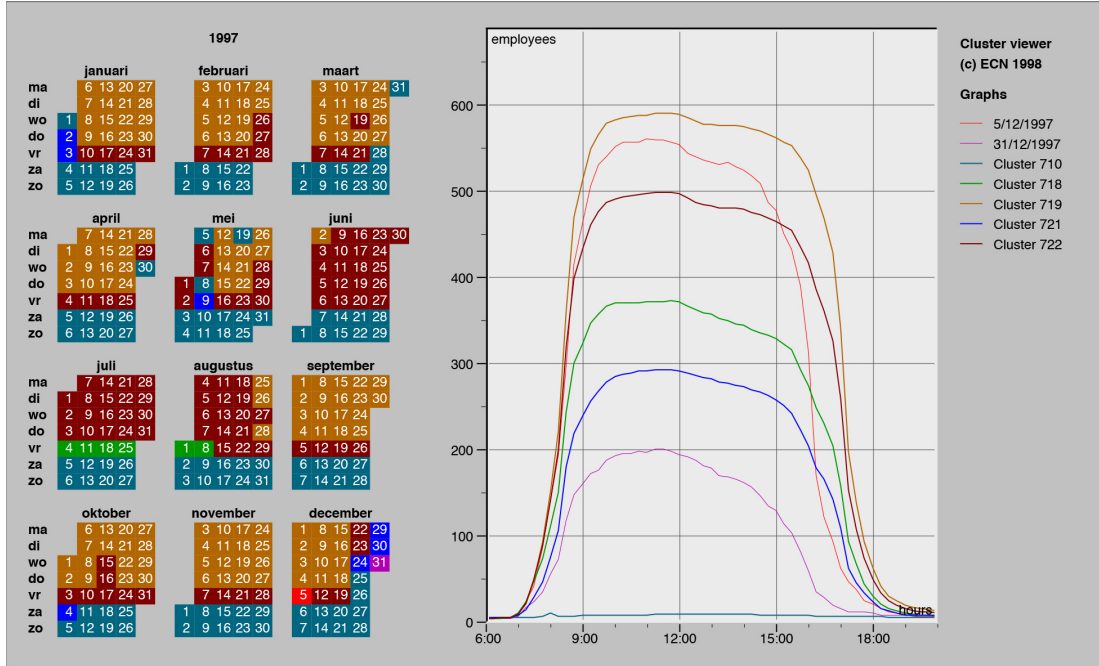 1997
januari februari maart
ma 6 13 20 27 3 10 17 24 3 10 17 24 31
di 7 14 21 28 4 11 18 25 4 11 18 25
wo 1 8 15 22 29 5 12 19 26 5 12 19 26
do 2 9 16 23 30 6 13 20 27 6 13 20 27
vr 3 10 17 24 31 7 14 21 28 7 14 21 28
za 4 11 18 25 1 8 15 22 1 8 15 22 29
zo 5 12 19 26 2 9 16 23 2 9 16 23 30
april mei juni
ma 7 14 21 28 5 12 19 26 2 9 16 23 30
di 1 8 15 22 29 6 13 20 27 3 10 17 24
wo 2 9 16 23 30 7 14 21 28 4 11 18 25
do 3 10 17 24 1 8 15 22 29 5 12 19 26
vr 4 11 18 25 2 9 16 23 30 6 13 20 27
za 5 12 19 26 3 10 17 24 31 7 14 21 28
zo 6 13 20 27 4 11 18 25 1 8 15 22 29
juli augustus september
ma 7 14 21 28 4 11 18 25 1 8 15 22 29
di 1 8 15 22 29 5 12 19 26 2 9 16 23 30
wo 2 9 16 23 30 6 13 20 27 3 10 17 24
do 3 10 17 24 31 7 14 21 28 4 11 18 25
vr 4 11 18 25 1 8 15 22 29 5 12 19 26
za 5 12 19 26 2 9 16 23 30 6 13 20 27
zo 6 13 20 27 3 10 17 24 31 7 14 21 28
oktober november december
ma 6 13 20 27 3 10 17 24 1 8 15 22 29
di 7 14 21 28 4 11 18 25 2 9 16 23 30
wo 1 8 15 22 29 5 12 19 26 3 10 17 24 31
do 2 9 16 23 30 6 13 20 27 4 11 18 25
vr 3 10 17 24 31 7 14 21 28 5 12 19 26
za 4 11 18 25 1 8 15 22 29 6 13 20 27
zo 5 12 19 26 2 9 16 23 30 7 14 21 28
employees
600
500
400
300
200
100
0
hours
6:00 9:00 12:00 15:00 18:00
Cluster viewer
(c) ECN 1998
Graphs
5/12/1997
31/12/1997
Cluster 710
Cluster 718
Cluster 719
Cluster 721
Cluster 722